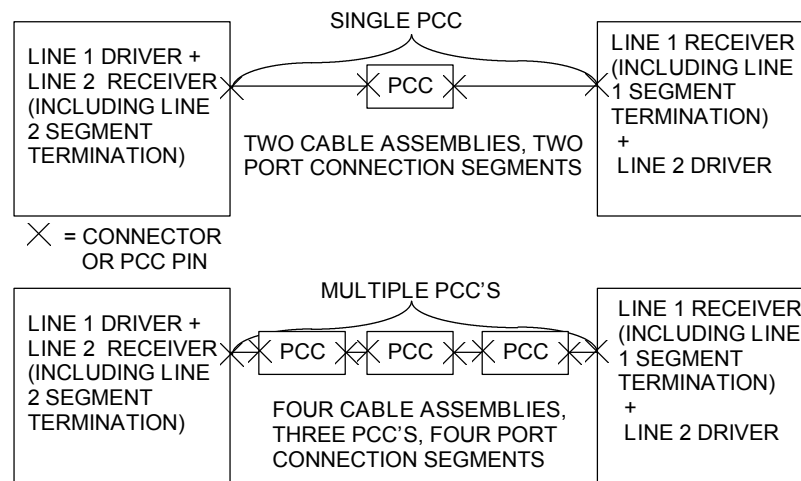 SINGLE PCC
LINE 1 DRIVER +
LINE 2 RECEIVER
(INCLUDING LINE
2 SEGMENT
TERMINATION)
PCC
LINE 1 RECEIVER
(INCLUDING LINE
1 SEGMENT
TERMINATION)
+
LINE 2 DRIVER
TWO CABLE ASSEMBLIES, TWO
PORT CONNECTION SEGMENTS
= CONNECTOR
OR PCC PIN
MULTIPLE PCC'S
LINE 1 DRIVER +
LINE 2 RECEIVER
(INCLUDING LINE
2 SEGMENT
TERMINATION)
PCC
PCC
PCC
LINE 1 RECEIVER
(INCLUDING LINE
1 SEGMENT
TERMINATION)
+
LINE 2 DRIVER
FOUR CABLE ASSEMBLIES,
THREE PCC'S, FOUR PORT
CONNECTION SEGMENTS